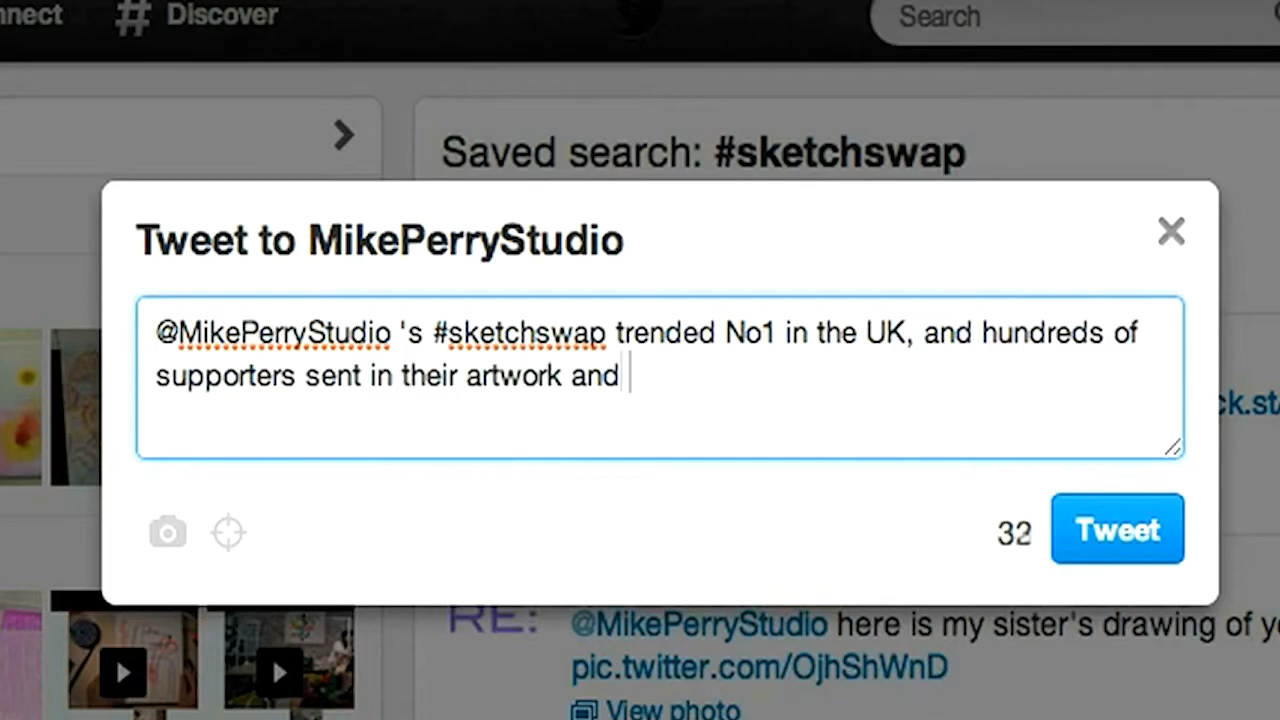 nnect # Discover
Search
Saved search: #sketchswap
Tweet to MikePerryStudio
@MikePerryStudio 's #sketchswap trended No1 in the UK, and hundreds of
supporters sent in their artwork and
ck.sta
32
Tweet
RE:
@MikePerryStudio here is my sister's drawing of yo
pic.twitter.com/OjhShWnD
View photo